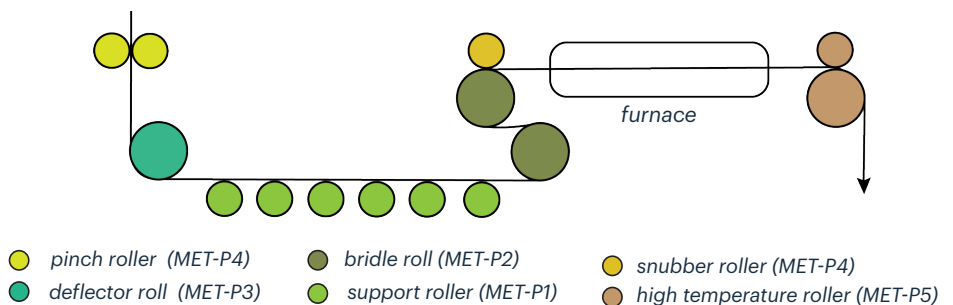 furnace
pinch roller (MET-P4)
deflector roll (MET-P3)
bridle roll (MET-P2)
support roller (MET-P1)
snubber roller (MET-P4)
high temperature roller (MET-P5)